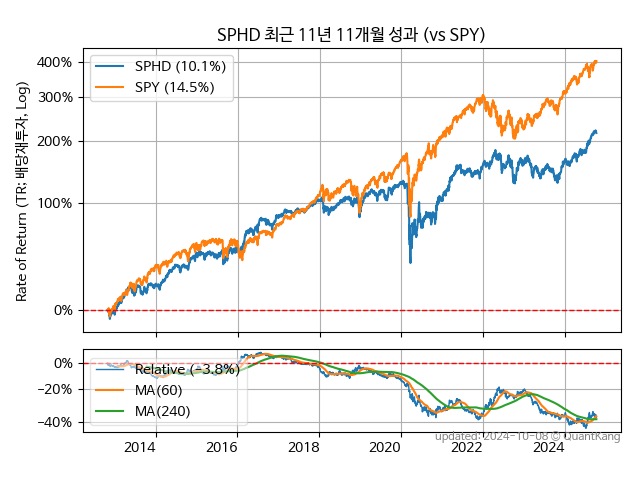 SPHD 최근 11년 11개월 성과 (vs SPY)
Rate of Return (TR: 배당재투자, Log)
400%
300%
200%
100%
0%
SPHD (10.1%)
SPY (14.5%)
0%
−20%
−40%
Relative (−3.8%)
MA(60)
MA(240)
2014
2016
2018
2020
2022
2024
updated: 2024-10-08 © QuantKang